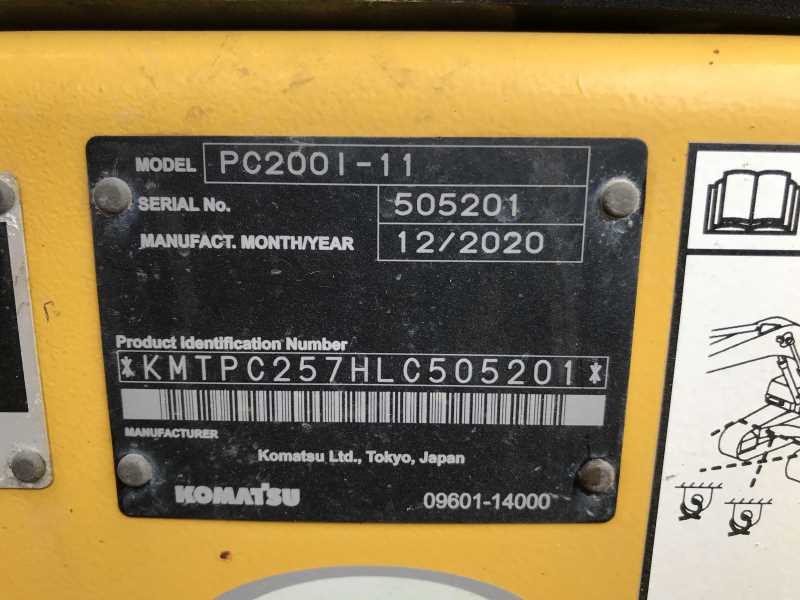 MODEL PC200I-11
SERIAL No. 505201
MANUFACT. MONTH/YEAR 12/2020
Product Identification Number
*KMTPC257HLC505201*
MANUFACTURER
Komatsu Ltd., Tokyo, Japan
KOMATSU 09601-14000